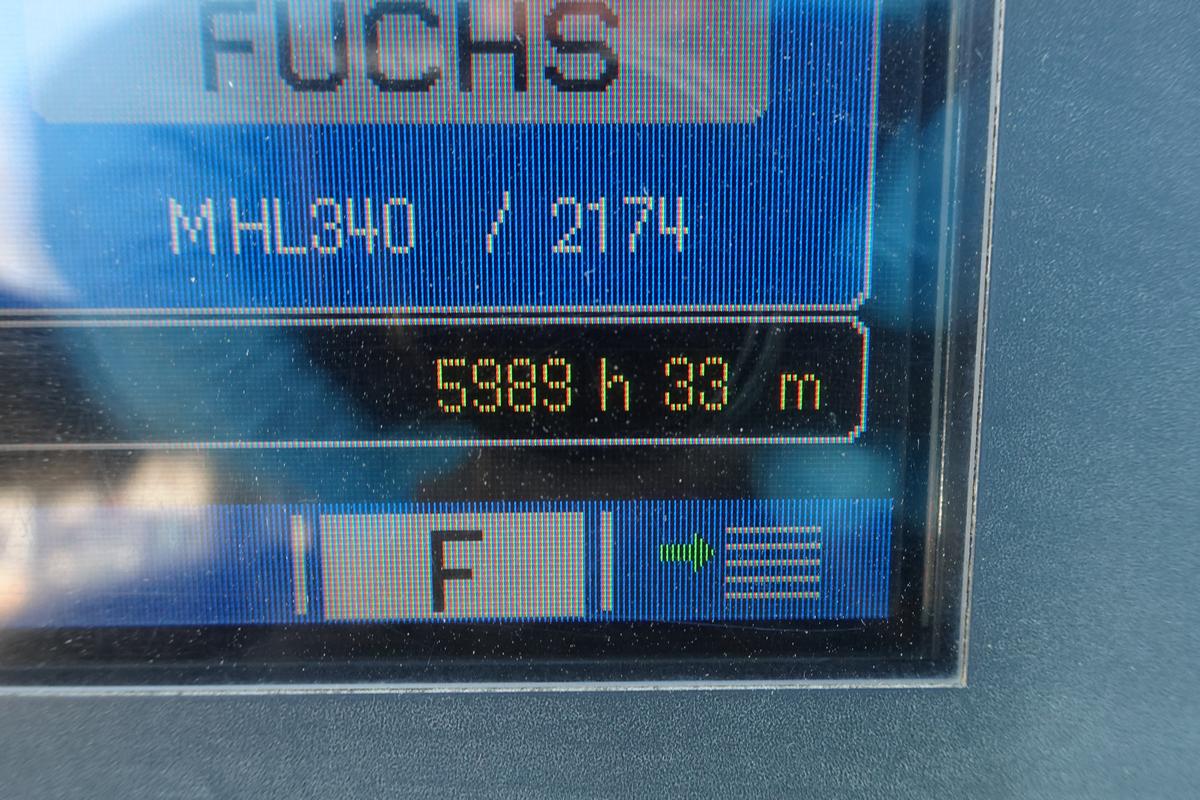 FUCHS
MHL340 / 2174
5989 h 33 m
F